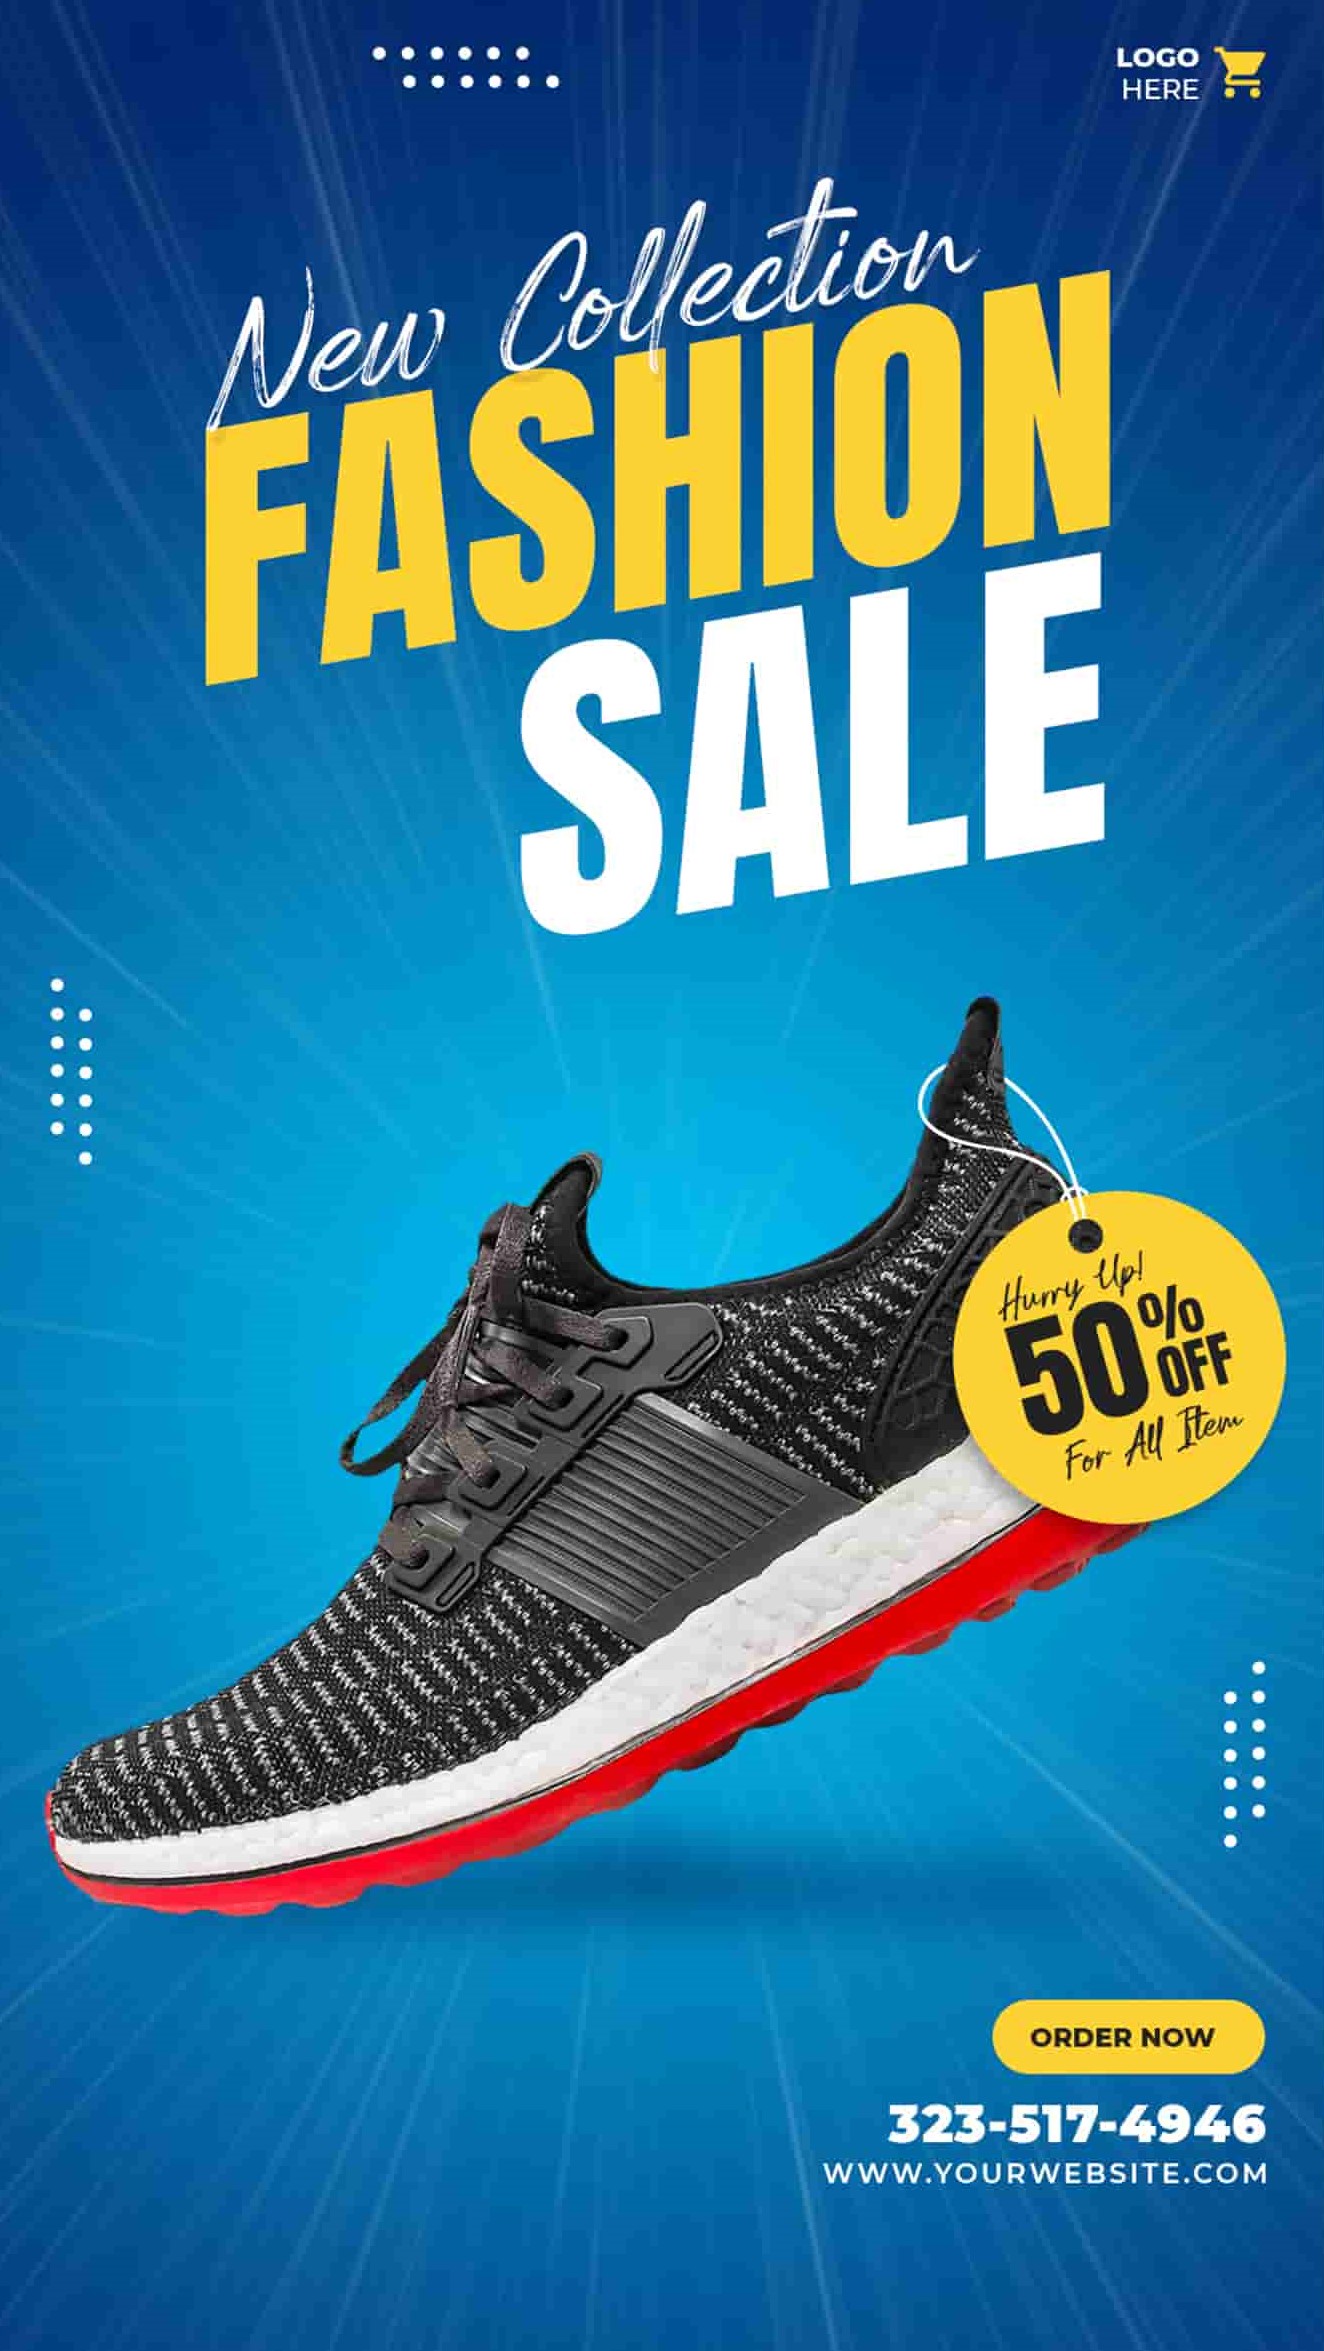 LOGO
HERE
New Collection
FASHION
SALE
Hurry Up!
50% OFF
For All Item
ORDER NOW
323-517-4946
WWW.YOURWEBSITE.COM